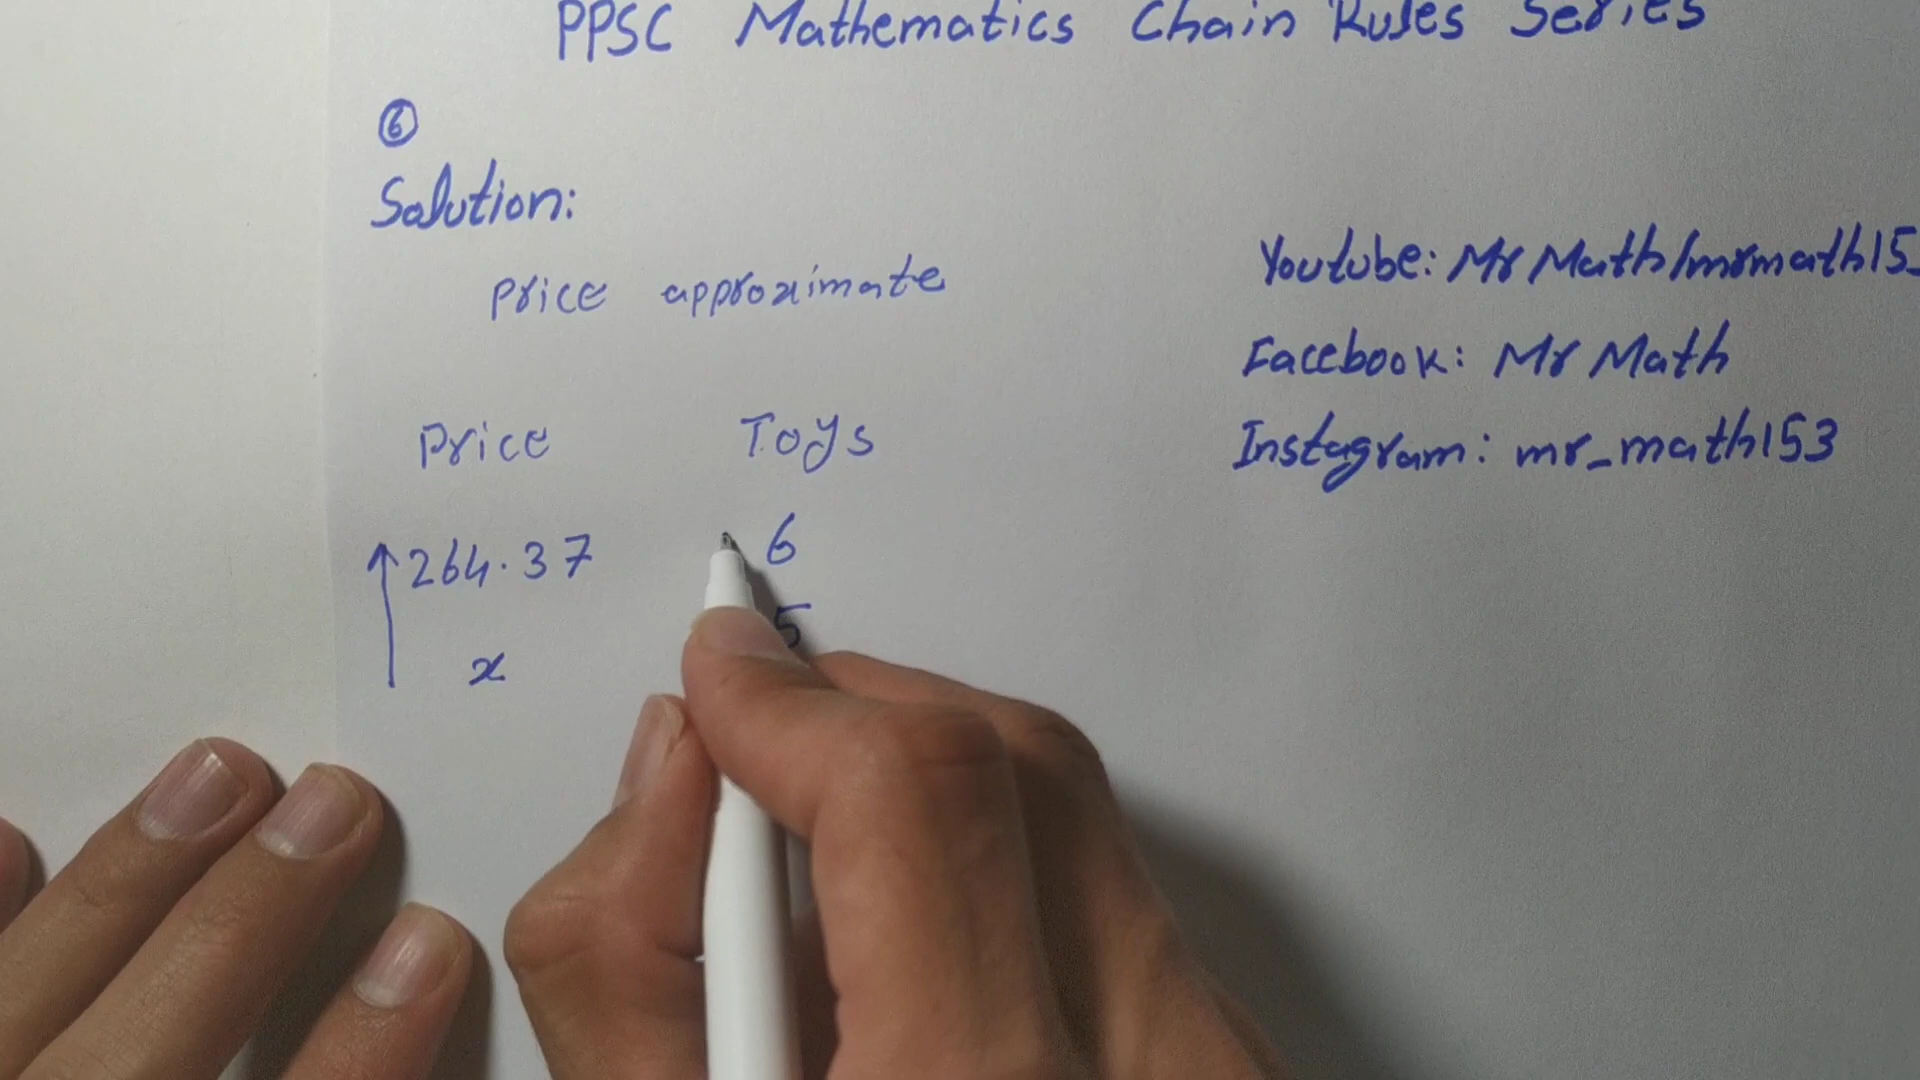 PPSC Mathematics Chain Rules Series
6
Solution:
Price approximate
Youtube: Mr Math/mrmath15
Facebook: Mr Math
Instagram: mr_math153
Price Toys
264.37 6
x 5